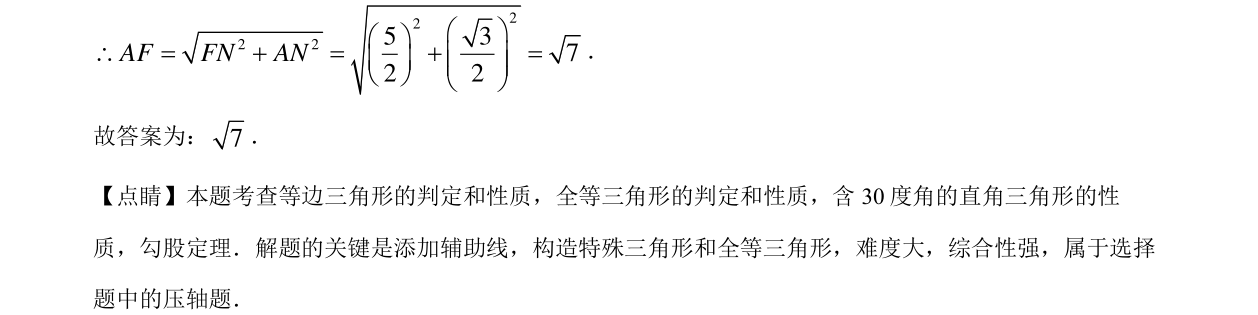 ∴ AF = √(FN² + AN²) = √((5/2)² + (√3/2)²) = √7 .
故答案为：√7 .
【点睛】本题考查等边三角形的判定和性质，全等三角形的判定和性质，含 30 度角的直角三角形的性
质，勾股定理．解题的关键是添加辅助线，构造特殊三角形和全等三角形，难度大，综合性强，属于选择
题中的压轴题．